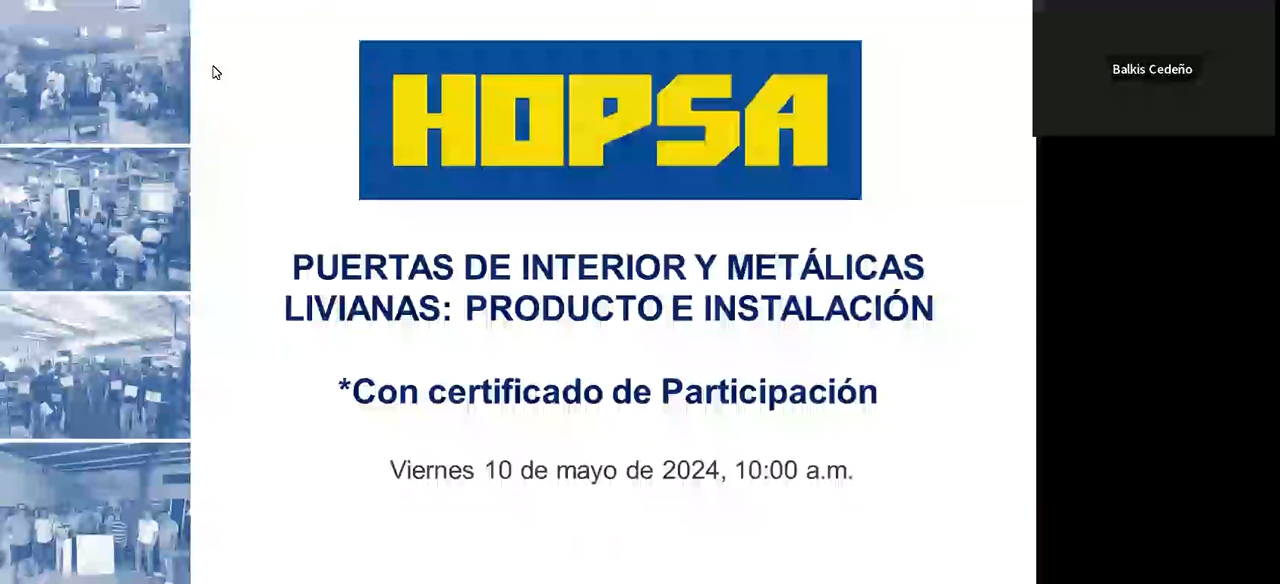 HOPSA
Balkis Cedeño
PUERTAS DE INTERIOR Y METÁLICAS
LIVIANAS: PRODUCTO E INSTALACIÓN
*Con certificado de Participación
Viernes 10 de mayo de 2024, 10:00 a.m.